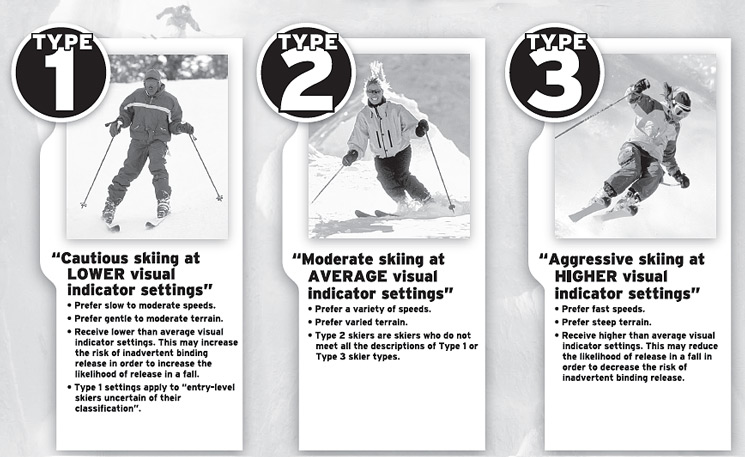 TYPE
1
"Cautious skiing at
LOWER visual
indicator settings"
• Prefer slow to moderate speeds.
• Prefer gentle to moderate terrain.
• Receive lower than average visual
indicator settings. This may increase
the risk of inadvertent binding
release in order to increase the
likelihood of release in a fall.
• Type 1 settings apply to "entry-level
skiers uncertain of their
classification".
TYPE
2
"Moderate skiing at
AVERAGE visual
indicator settings"
• Prefer a variety of speeds.
• Prefer varied terrain.
• Type 2 skiers are skiers who do not
meet all the descriptions of Type 1 or
Type 3 skier types.
TYPE
3
"Aggressive skiing at
HIGHER visual
indicator settings"
• Prefer fast speeds.
• Prefer steep terrain.
• Receive higher than average visual
indicator settings. This may reduce
the likelihood of release in a fall in
order to decrease the risk of
inadvertent binding release.